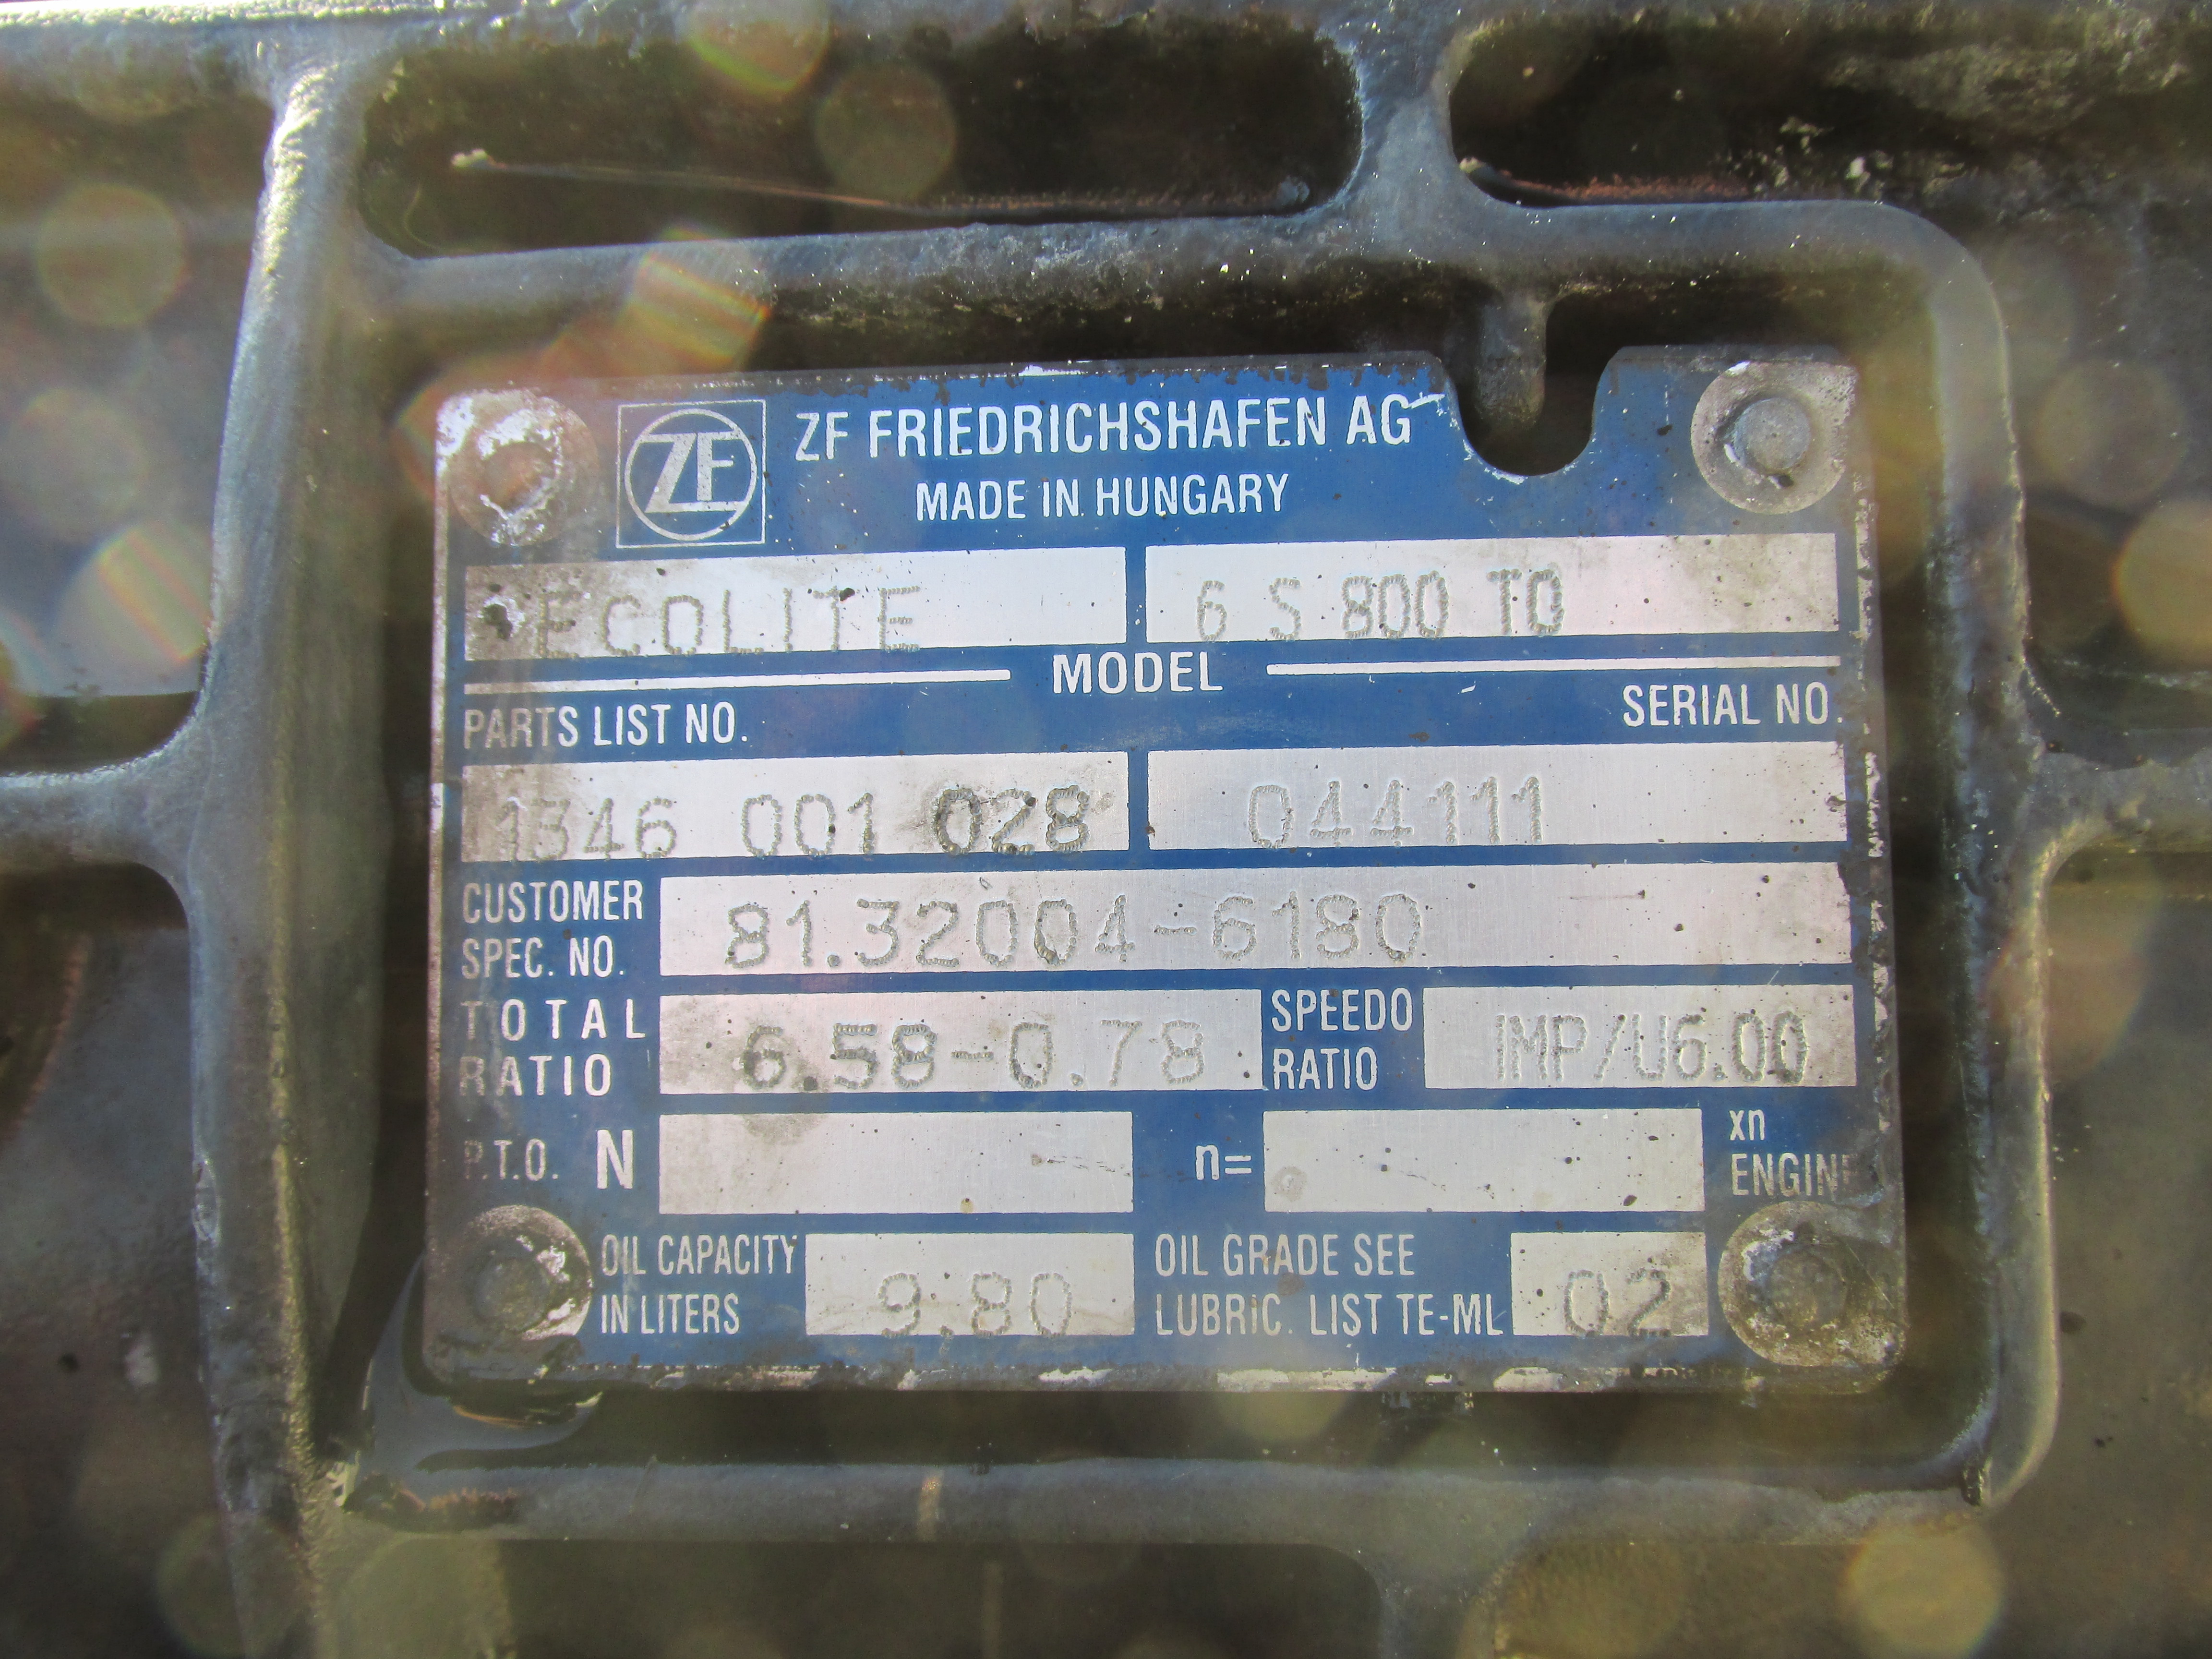 ZF
ZF FRIEDRICHSHAFEN AG
MADE IN HUNGARY
ECOLITE 6 S 800 TO
MODEL
PARTS LIST NO. SERIAL NO.
1346 001 028 044111
CUSTOMER
SPEC. NO. 81.32004-6180
TOTAL
RATIO 6.58-0.78 SPEEDO
RATIO IMP/U6.00
P.T.O. N n= xn
ENGINE
OIL CAPACITY
IN LITERS 9.80 OIL GRADE SEE
LUBRIC. LIST TE-ML 02